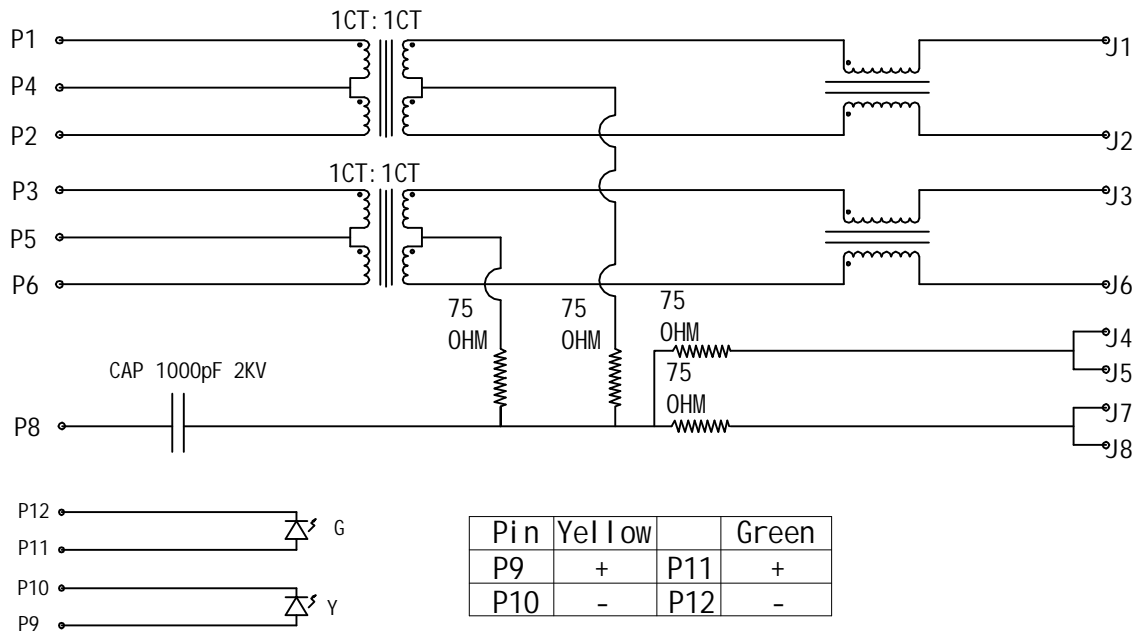 1CT:1CT
P1
J1
P4
P2
J2
1CT:1CT
P3
J3
P5
P6
J6
75
OHM
75
OHM
75
OHM
J4
J5
CAP 1000pF 2KV
75
OHM
J7
P8
J8
P12
G
P11
P10
Y
P9
Pin Yellow Green
P9 + P11 +
P10 - P12 -